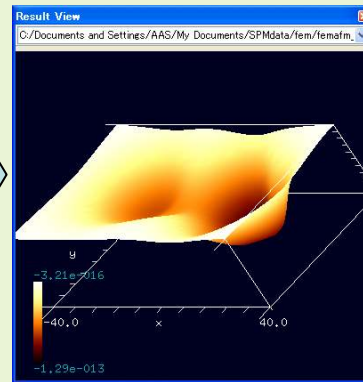 Result View
C:/Documents and Settings/AAS/My Documents/SPMdata/fem/femafm_
y
-3.21e-016
-40.0
x
40.0
-1.29e-013